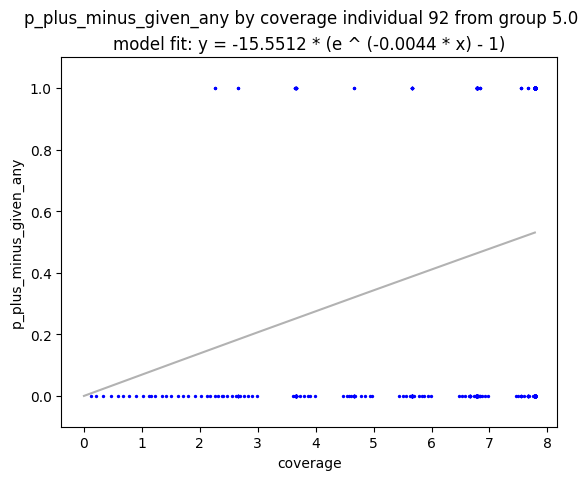 p_plus_minus_given_any by coverage individual 92 from group 5.0
model fit: y = -15.5512 * (e ^ (-0.0044 * x) - 1)
1.0
0.8
0.6
0.4
0.2
0.0
p_plus_minus_given_any
0 1 2 3 4 5 6 7 8
coverage